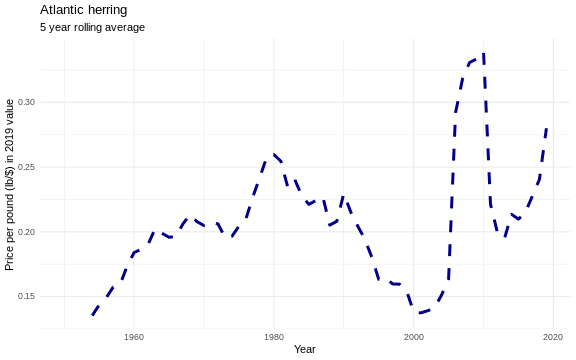 Atlantic herring
5 year rolling average
Price per pound (lb/$) in 2019 value
0.30
0.25
0.20
0.15
1960
1980
2000
2020
Year